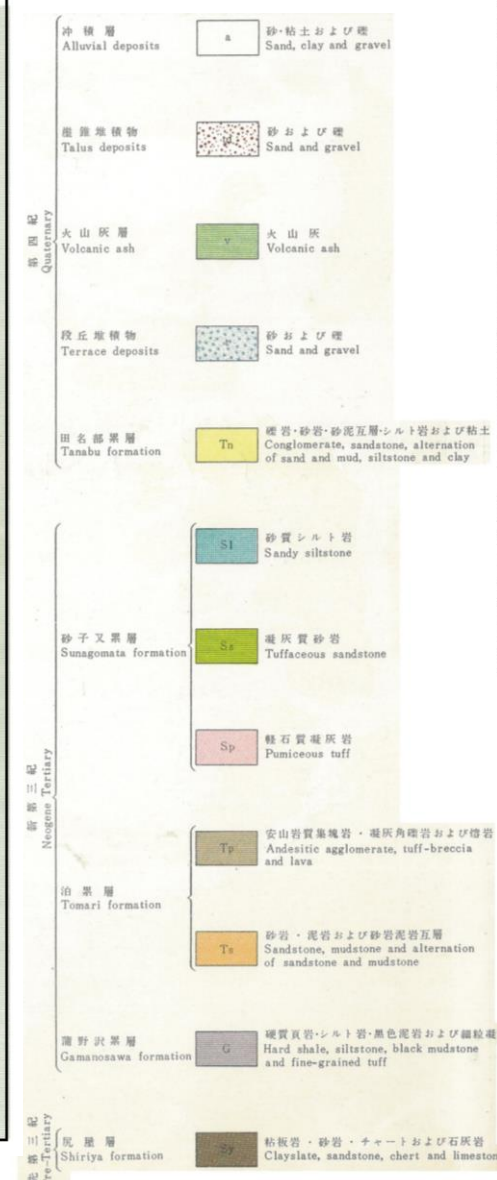 第四紀
Quaternary
冲積層
Alluvial deposits
a
砂・粘土および礫
Sand, clay and gravel
崖錐堆積物
Talus deposits
td
砂および礫
Sand and gravel
火山灰層
Volcanic ash
v
火山灰
Volcanic ash
段丘堆積物
Terrace deposits
砂および礫
Sand and gravel
田名部累層
Tanabu formation
Tn
礫岩・砂岩・砂泥互層・シルト岩および粘土
Conglomerate, sandstone, alternation
of sand and mud, siltstone and clay
新第三紀
Neogene Tertiary
砂子又累層
Sunagomata formation
Sl
砂質シルト岩
Sandy siltstone
Ss
凝灰質砂岩
Tuffaceous sandstone
Sp
軽石質凝灰岩
Pumiceous tuff
泊累層
Tomari formation
Tp
安山岩質集塊岩・凝灰角礫岩および熔岩
Andesitic agglomerate, tuff-breccia
and lava
Ts
砂岩・泥岩および砂岩泥岩互層
Sandstone, mudstone and alternation
of sandstone and mudstone
蒲野沢累層
Gamanosawa formation
G
硬質頁岩・シルト岩・黒色泥岩および細粒凝
Hard shale, siltstone, black mudstone
and fine-grained tuff
先第三紀
re-Tertiary
尻屋層
Shiriya formation
Sy
粘板岩・砂岩・チャートおよび石灰岩
Clayslate, sandstone, chert and limeston